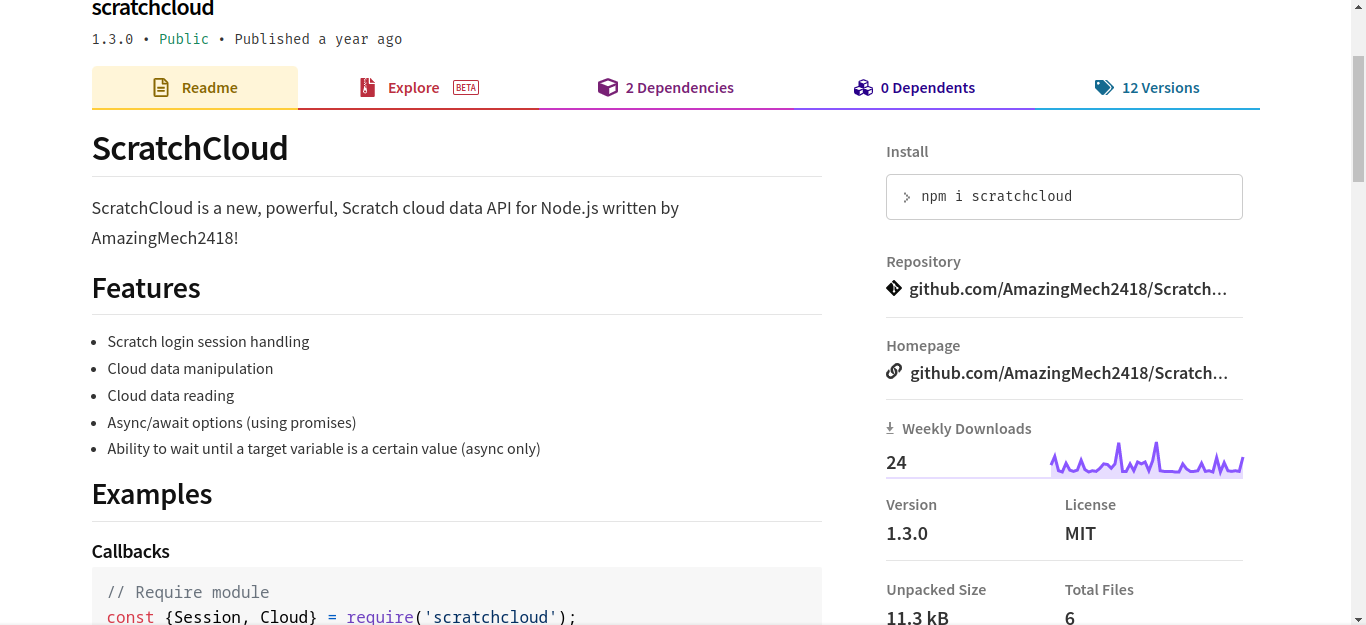 scratchcloud
1.3.0 • Public • Published a year ago
Readme
Explore BETA
2 Dependencies
0 Dependents
12 Versions
ScratchCloud
ScratchCloud is a new, powerful, Scratch cloud data API for Node.js written by
AmazingMech2418!
Features
• Scratch login session handling
• Cloud data manipulation
• Cloud data reading
• Async/await options (using promises)
• Ability to wait until a target variable is a certain value (async only)
Examples
Callbacks
// Require module
const {Session, Cloud} = require('scratchcloud');
Install
> npm i scratchcloud
Repository
github.com/AmazingMech2418/Scratch...
Homepage
github.com/AmazingMech2418/Scratch...
Weekly Downloads
24
Version
1.3.0
License
MIT
Unpacked Size
11.3 kB
Total Files
6